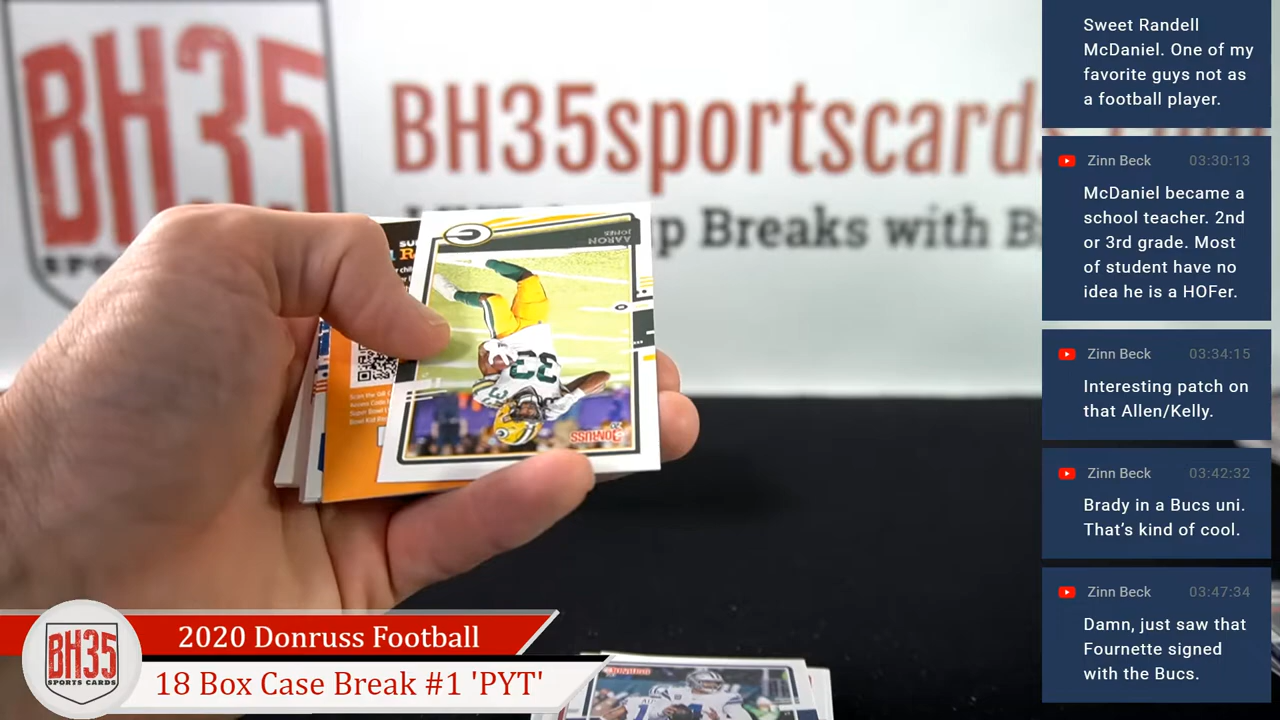 BH35
SPORTS
BH35sportscards
p Breaks with B
AARON
JONES
33
DONRUSS
Sweet Randell
McDaniel. One of my
favorite guys not as
a football player.
Zinn Beck 03:30:13
McDaniel became a
school teacher. 2nd
or 3rd grade. Most
of student have no
idea he is a HOFer.
Zinn Beck 03:34:15
Interesting patch on
that Allen/Kelly.
Zinn Beck 03:42:32
Brady in a Bucs uni.
That's kind of cool.
Zinn Beck 03:47:34
Damn, just saw that
Fournette signed
with the Bucs.
BH35
SPORTS CARDS
2020 Donruss Football
18 Box Case Break #1 'PYT'